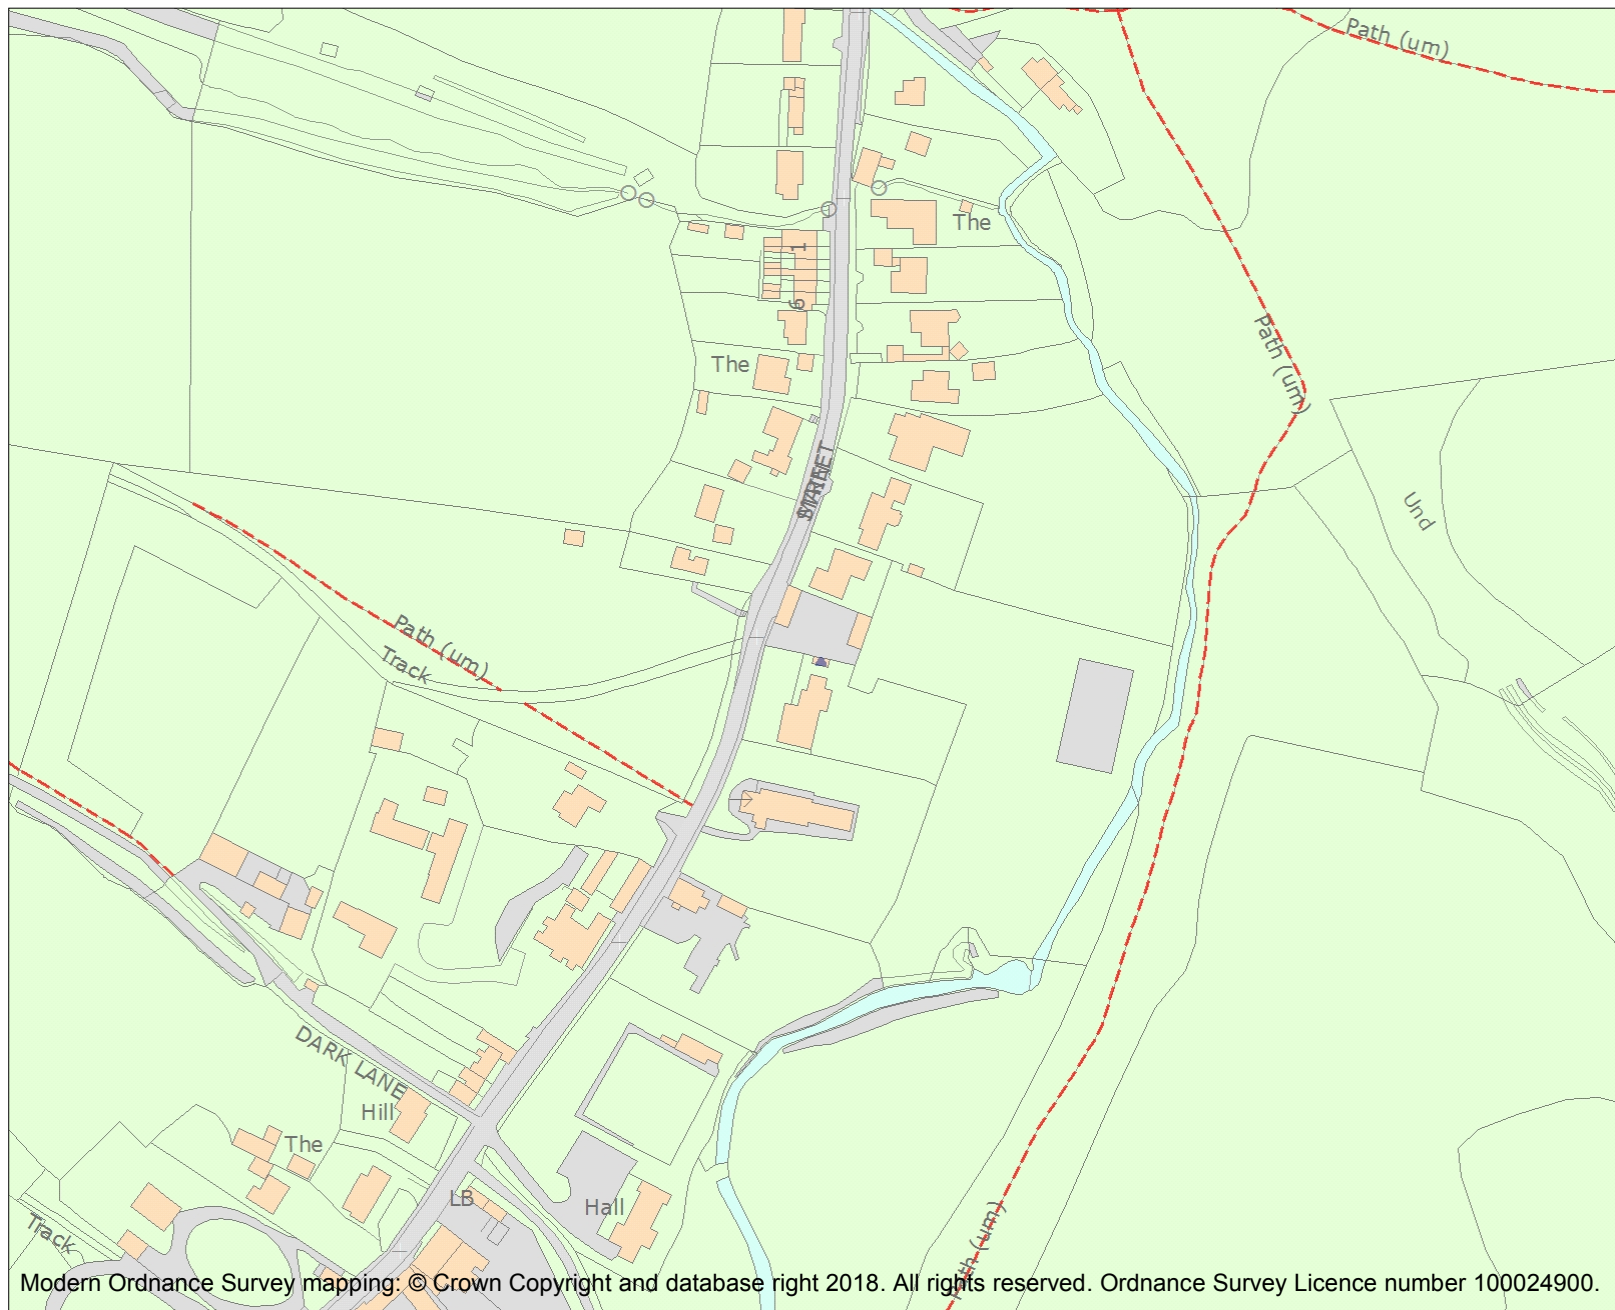 Path (um)
The
1
6
The
Path (um)
MAIN STREET
Und
Path (um)
Track
DARK LANE
Hill
The
LB
Hall
Track
Path (um)
Modern Ordnance Survey mapping: © Crown Copyright and database right 2018. All rights reserved. Ordnance Survey Licence number 100024900.